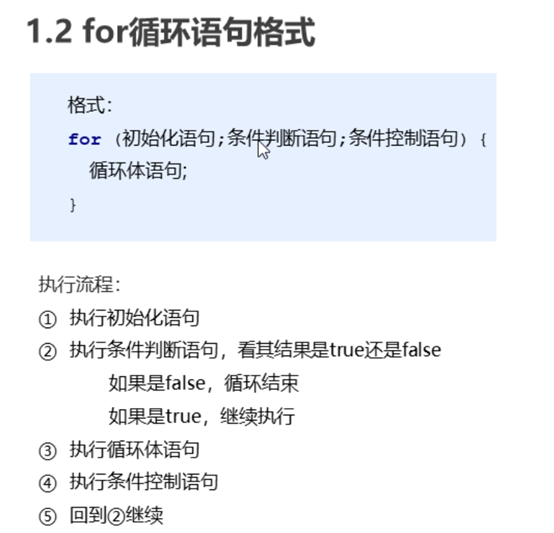 1.2 for循环语句格式
格式：
for (初始化语句;条件判断语句;条件控制语句) {
循环体语句;
}
执行流程：
① 执行初始化语句
② 执行条件判断语句，看其结果是true还是false
如果是false，循环结束
如果是true，继续执行
③ 执行循环体语句
④ 执行条件控制语句
⑤ 回到②继续